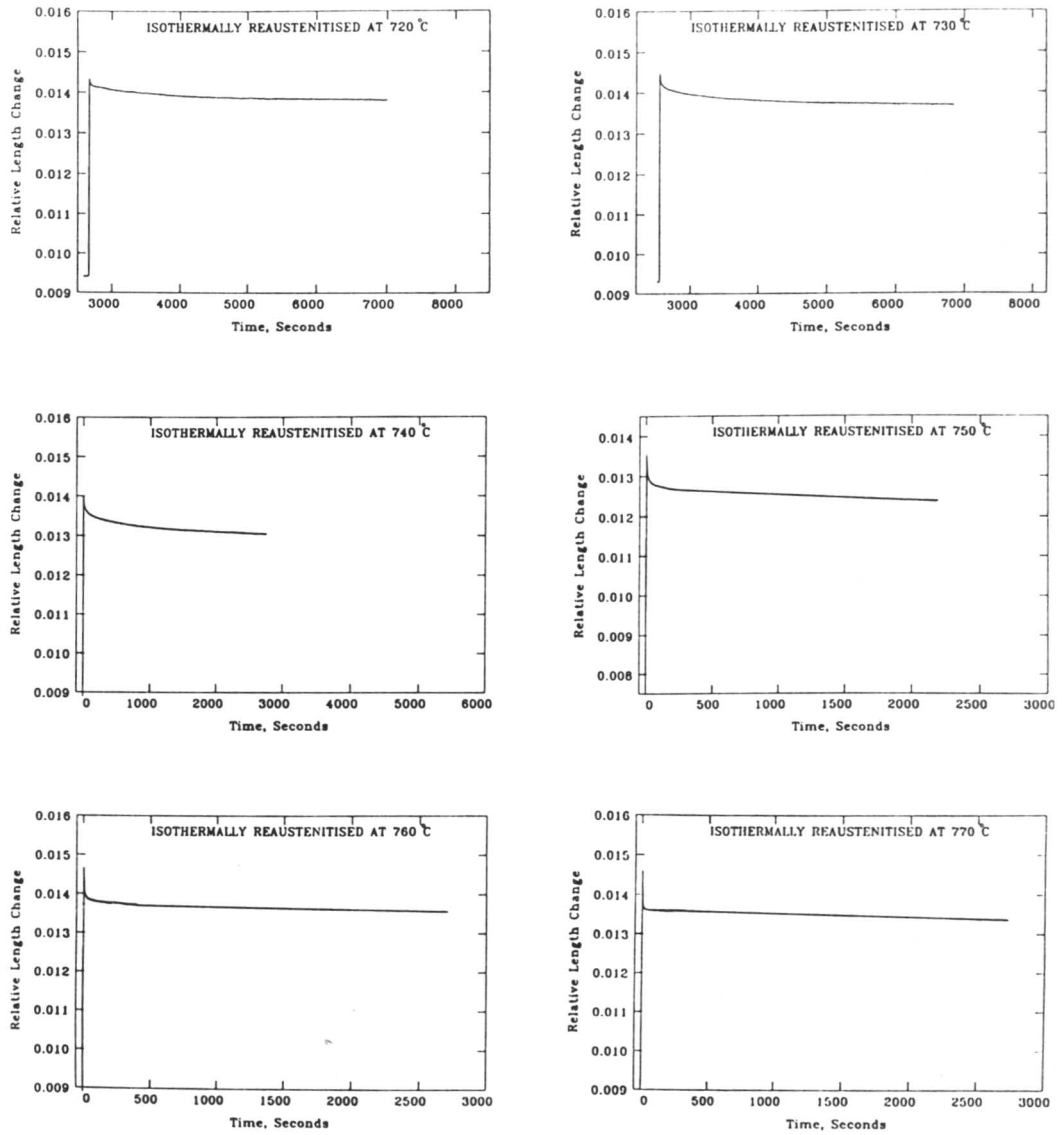 ISOTHERMALLY REAUSTENITISED AT 720 °C
Relative Length Change
0.016
0.015
0.014
0.013
0.012
0.011
0.010
0.009
3000 4000 5000 6000 7000 8000
Time, Seconds
ISOTHERMALLY REAUSTENITISED AT 730 °C
Relative Length Change
0.016
0.015
0.014
0.013
0.012
0.011
0.010
0.009
3000 4000 5000 6000 7000 8000
Time, Seconds
ISOTHERMALLY REAUSTENITISED AT 740 °C
Relative Length Change
0.016
0.015
0.014
0.013
0.012
0.011
0.010
0.009
0 1000 2000 3000 4000 5000 6000
Time, Seconds
ISOTHERMALLY REAUSTENITISED AT 750 °C
Relative Length Change
0.014
0.013
0.012
0.011
0.010
0.009
0.008
0 500 1000 1500 2000 2500 3000
Time, Seconds
ISOTHERMALLY REAUSTENITISED AT 760 °C
Relative Length Change
0.016
0.015
0.014
0.013
0.012
0.011
0.010
0.009
0 500 1000 1500 2000 2500 3000
Time, Seconds
ISOTHERMALLY REAUSTENITISED AT 770 °C
Relative Length Change
0.016
0.015
0.014
0.013
0.012
0.011
0.010
0.009
0 500 1000 1500 2000 2500 3000
Time, Seconds